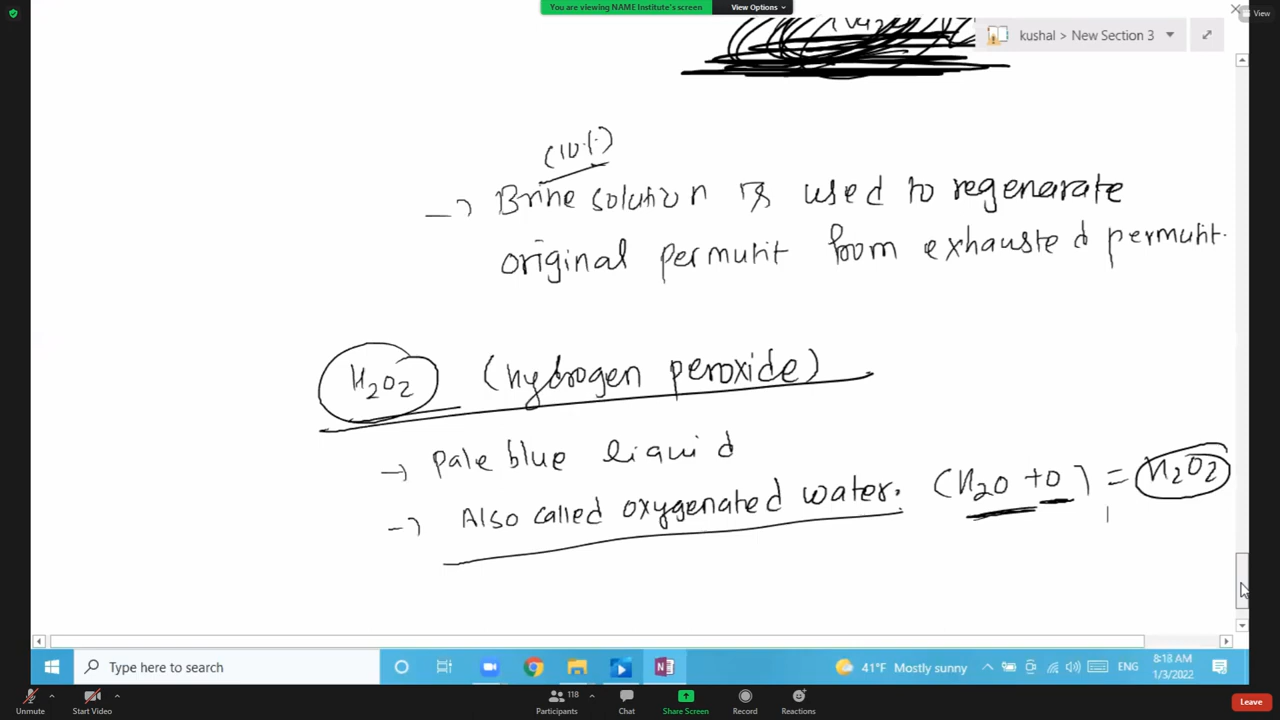 You are viewing NAME Institute's screen
View Options
View
kushal > New Section 3
(10%)
→ Brine solution is used to regenarate
original permutit from exhausted permutit.
H2O2 (hydrogen peroxide)
→ pale blue liquid
→ Also called oxygenated water. (H2O + O) = H2O2
Type here to search
41°F Mostly sunny
ENG
8:18 AM
1/3/2022
Unmute
Start Video
118
Participants
Chat
Share Screen
Record
Reactions
Leave